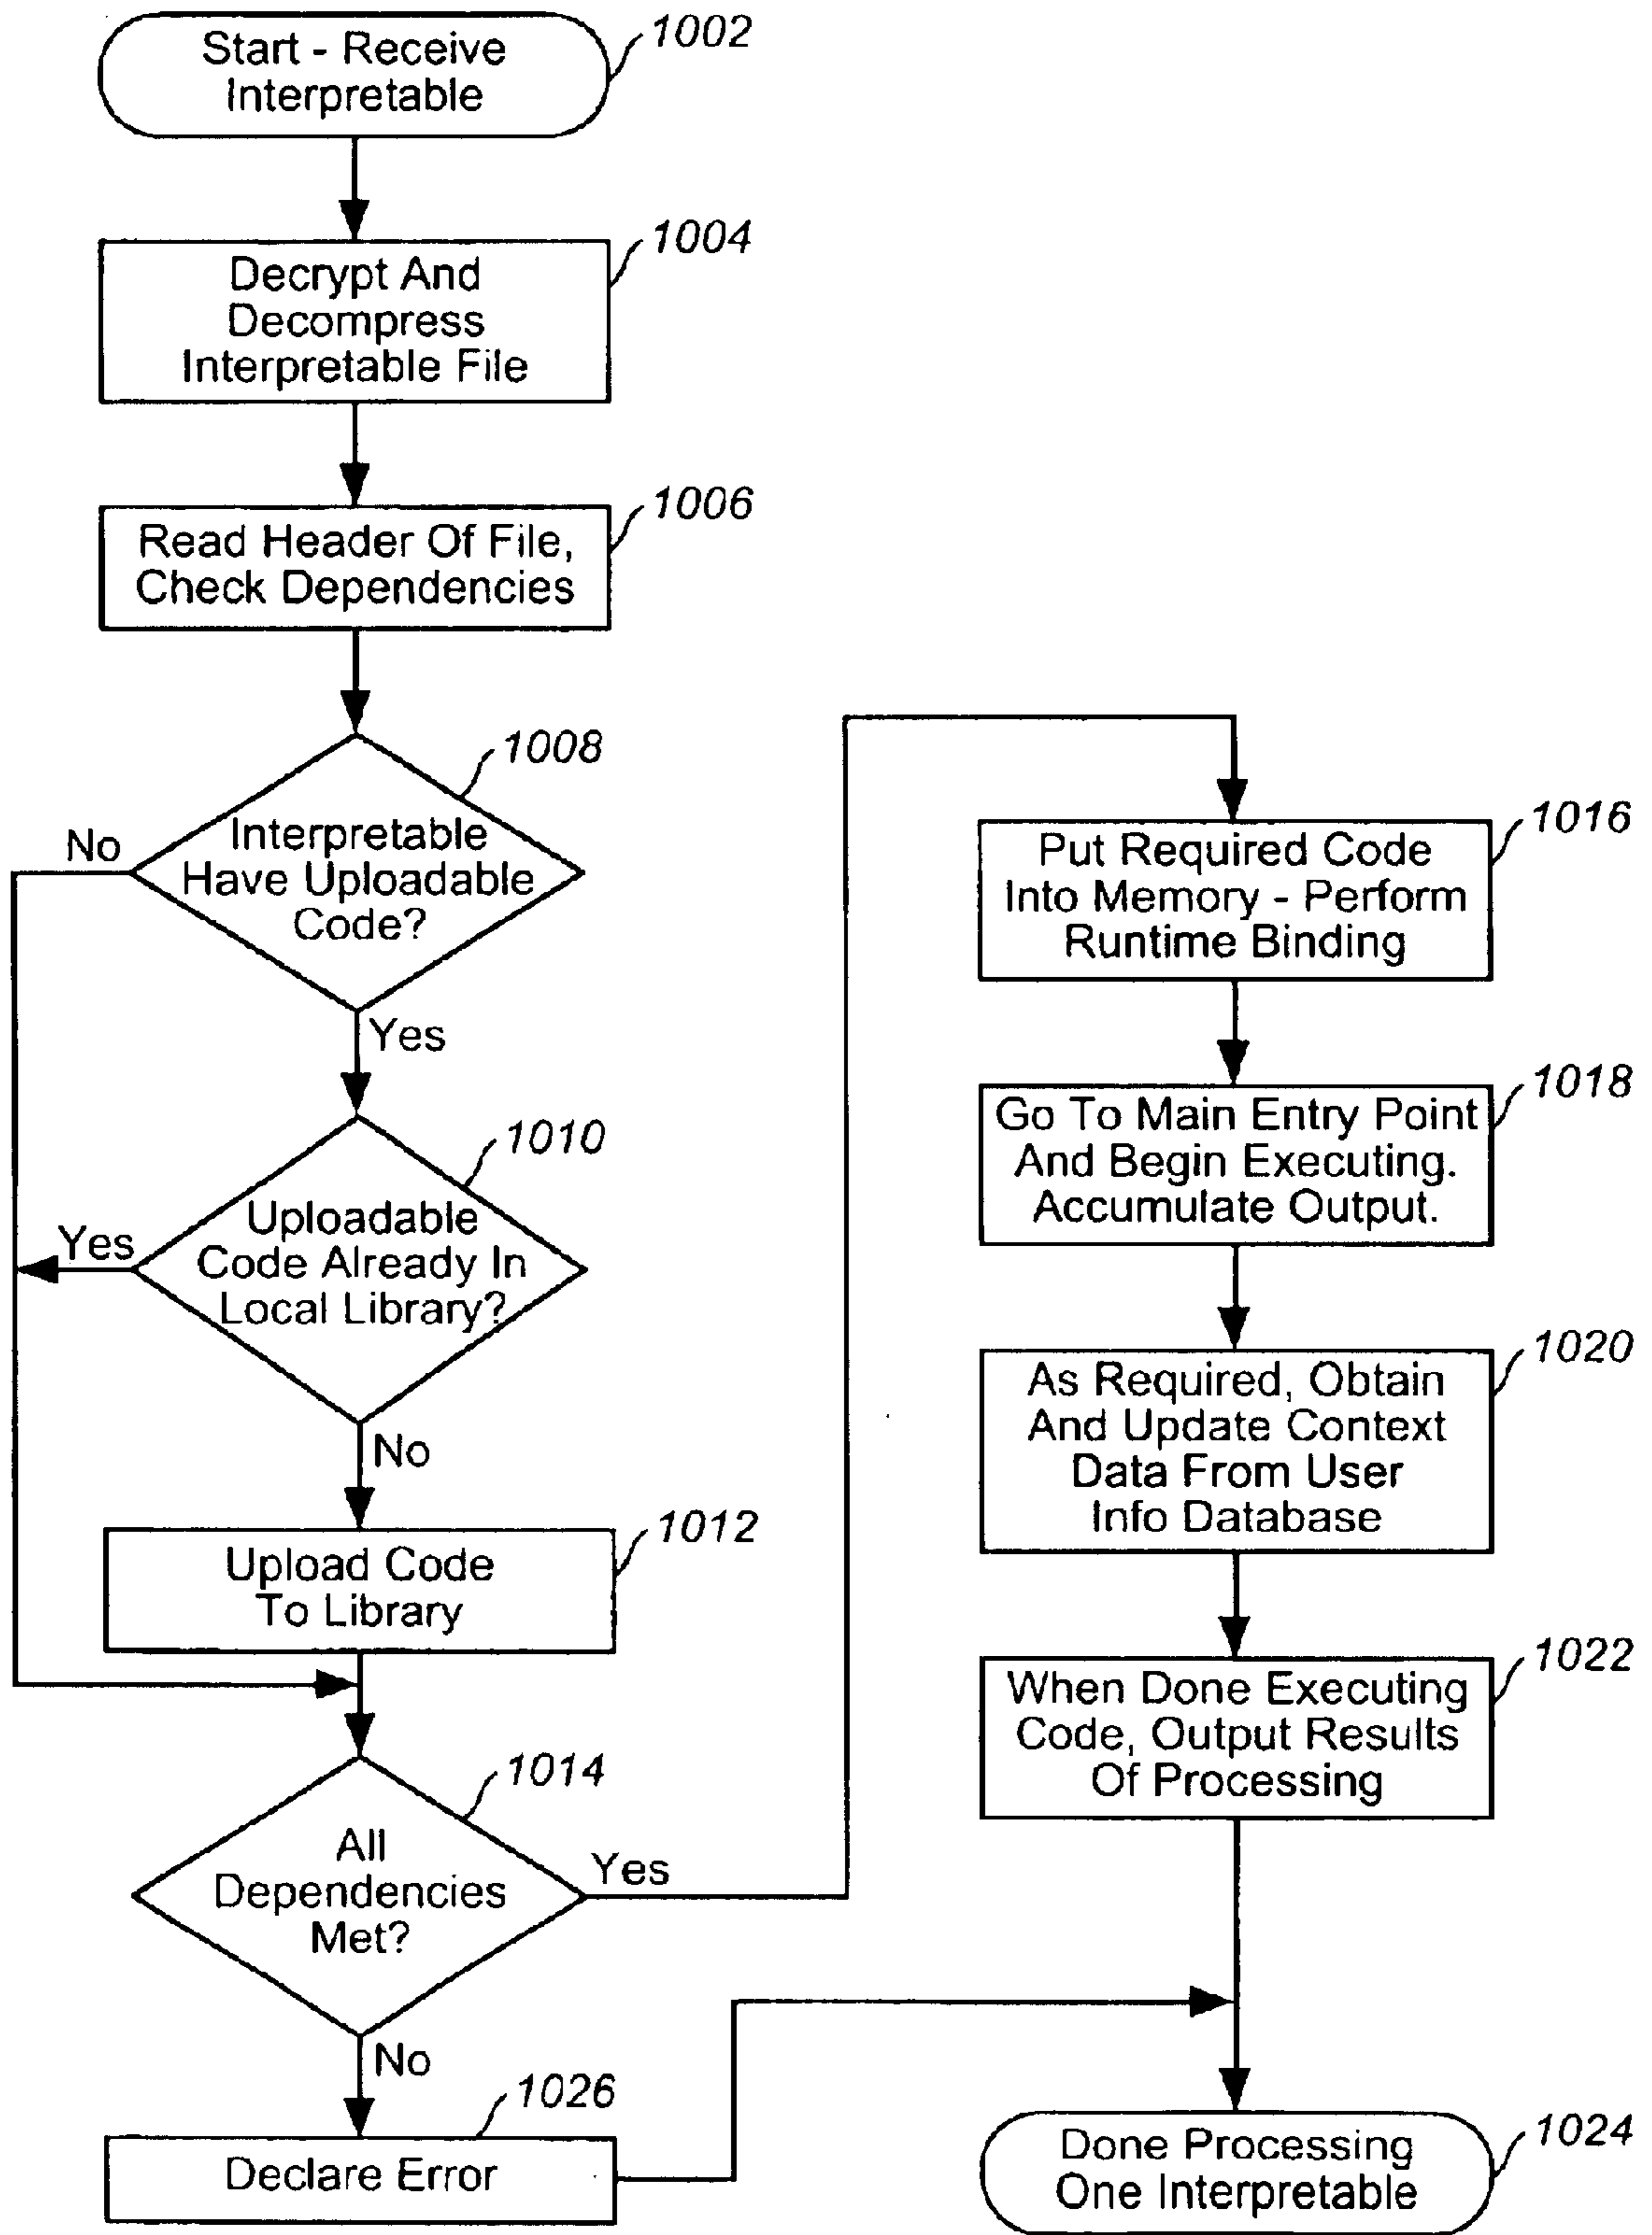 Start - Receive
Interpretable
1002
Decrypt And
Decompress
Interpretable File
1004
Read Header Of File,
Check Dependencies
1006
Interpretable
Have Uploadable
Code?
1008
No
Yes
Uploadable
Code Already In
Local Library?
1010
Yes
No
Upload Code
To Library
1012
All
Dependencies
Met?
1014
Yes
No
Declare Error
1026
Put Required Code
Into Memory - Perform
Runtime Binding
1016
Go To Main Entry Point
And Begin Executing.
Accumulate Output.
1018
As Required, Obtain
And Update Context
Data From User
Info Database
1020
When Done Executing
Code, Output Results
Of Processing
1022
Done Processing
One Interpretable
1024